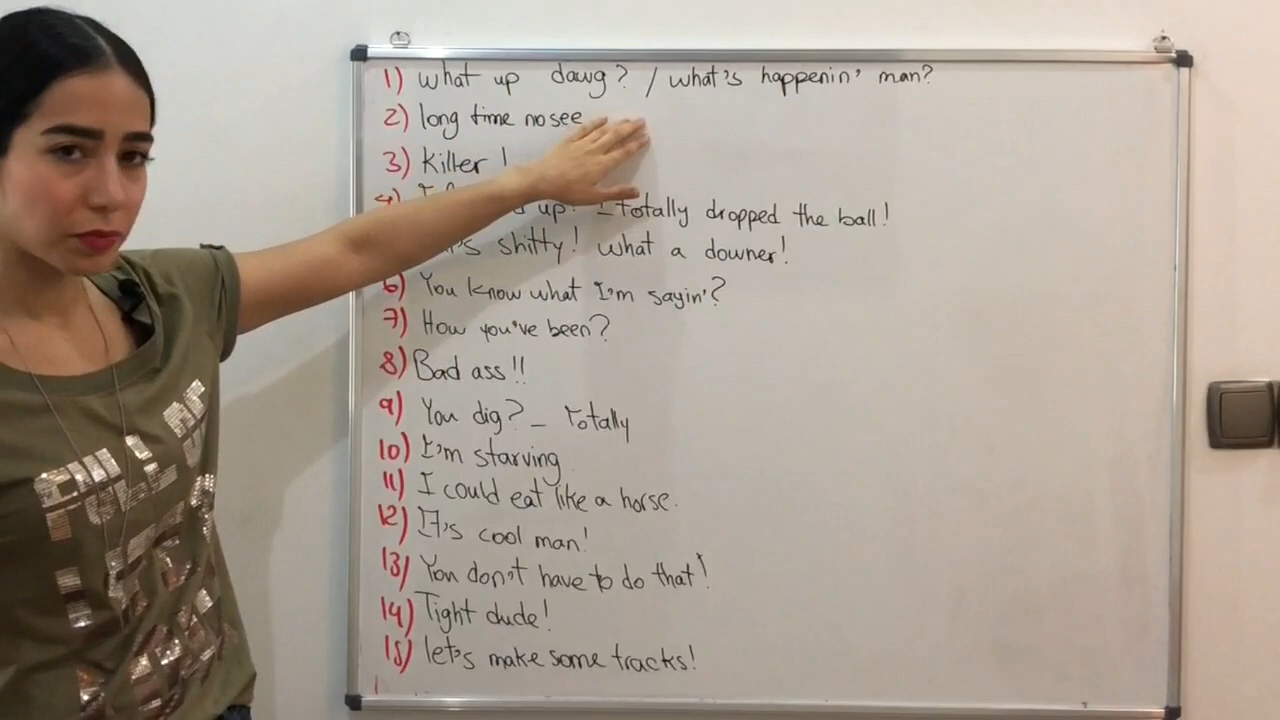 1) what up dawg? / what's happenin' man?
2) long time no see
3) Killer!
up! I totally dropped the ball!
shitty! what a downer!
6) You know what I'm sayin'?
7) How you've been?
8) Bad ass!!
9) You dig? _ Totally
10) I'm starving
11) I could eat like a horse.
12) It's cool man!
13) You don't have to do that!
14) Tight dude!
15) let's make some tracks!